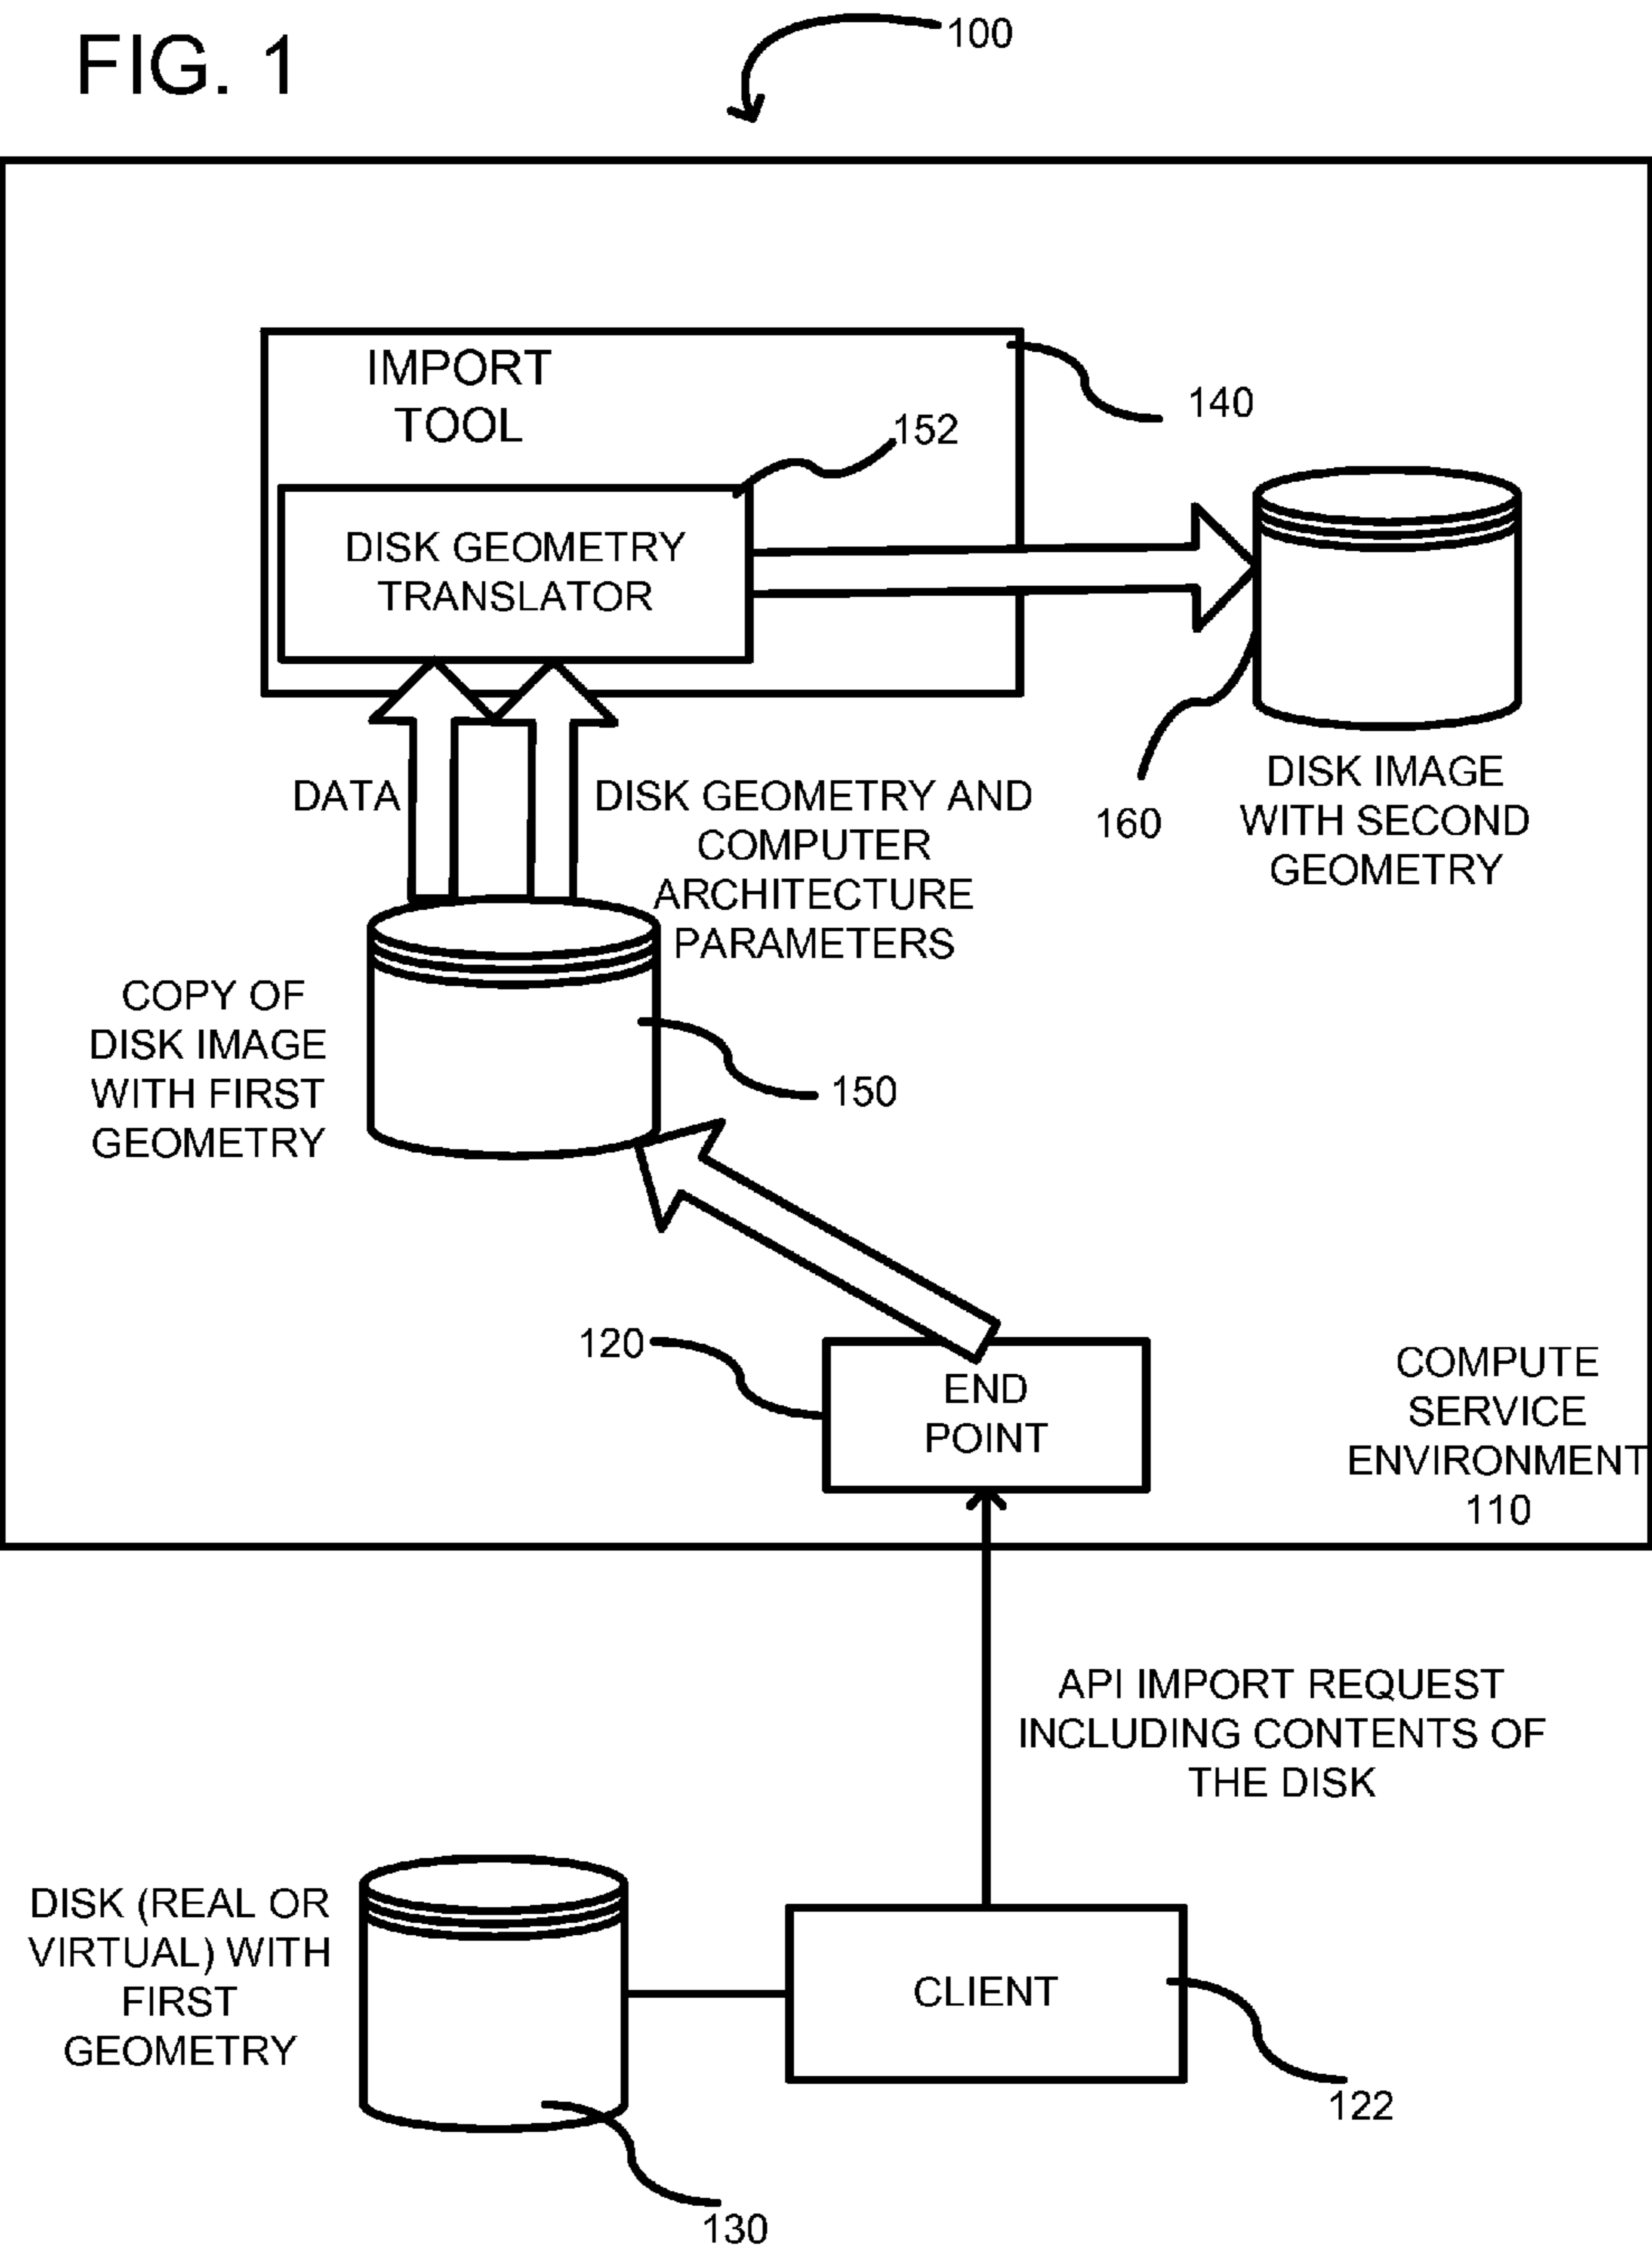 FIG. 1
100
IMPORT
TOOL
140
152
DISK GEOMETRY
TRANSLATOR
DATA
DISK GEOMETRY AND
COMPUTER
ARCHITECTURE
PARAMETERS
160
DISK IMAGE
WITH SECOND
GEOMETRY
COPY OF
DISK IMAGE
WITH FIRST
GEOMETRY
150
120
END
POINT
COMPUTE
SERVICE
ENVIRONMENT
110
API IMPORT REQUEST
INCLUDING CONTENTS OF
THE DISK
DISK (REAL OR
VIRTUAL) WITH
FIRST
GEOMETRY
CLIENT
122
130